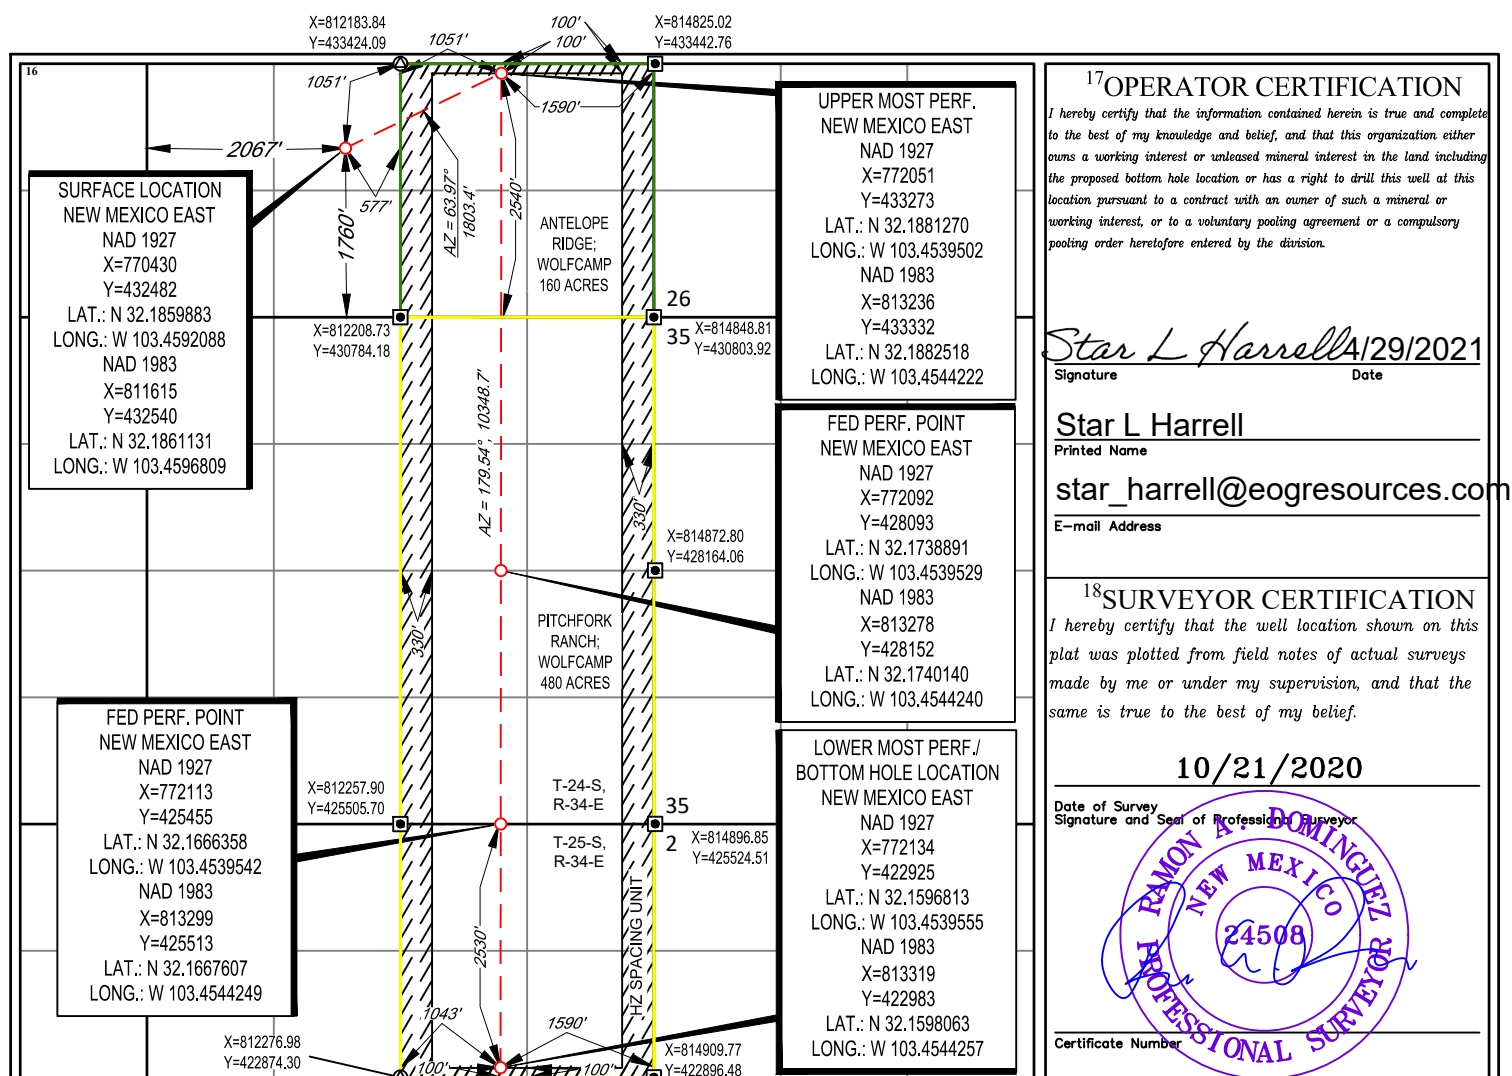 X=812183.84
Y=433424.09
1051'
100'
100'
X=814825.02
Y=433442.76
16
1051'
1590'
2067'
577'
1760'
AZ = 63.97°
1803.4'
2540'
SURFACE LOCATION
NEW MEXICO EAST
NAD 1927
X=770430
Y=432482
LAT.: N 32.1859883
LONG.: W 103.4592088
NAD 1983
X=811615
Y=432540
LAT.: N 32.1861131
LONG.: W 103.4596809
ANTELOPE
RIDGE;
WOLFCAMP
160 ACRES
UPPER MOST PERF.
NEW MEXICO EAST
NAD 1927
X=772051
Y=433273
LAT.: N 32.1881270
LONG.: W 103.4539502
NAD 1983
X=813236
Y=433332
LAT.: N 32.1882518
LONG.: W 103.4544222
X=812208.73
Y=430784.18
26
35
X=814848.81
Y=430803.92
AZ = 179.54°, 10348.7'
330'
330'
X=814872.80
Y=428164.06
FED PERF. POINT
NEW MEXICO EAST
NAD 1927
X=772092
Y=428093
LAT.: N 32.1738891
LONG.: W 103.4539529
NAD 1983
X=813278
Y=428152
LAT.: N 32.1740140
LONG.: W 103.4544240
PITCHFORK
RANCH;
WOLFCAMP
480 ACRES
FED PERF. POINT
NEW MEXICO EAST
NAD 1927
X=772113
Y=425455
LAT.: N 32.1666358
LONG.: W 103.4539542
NAD 1983
X=813299
Y=425513
LAT.: N 32.1667607
LONG.: W 103.4544249
X=812257.90
Y=425505.70
T-24-S,
R-34-E
T-25-S,
R-34-E
35
2
X=814896.85
Y=425524.51
LOWER MOST PERF./
BOTTOM HOLE LOCATION
NEW MEXICO EAST
NAD 1927
X=772134
Y=422925
LAT.: N 32.1596813
LONG.: W 103.4539555
NAD 1983
X=813319
Y=422983
LAT.: N 32.1598063
LONG.: W 103.4544257
2530'
HZ SPACING UNIT
1043'
1590'
X=812276.98
Y=422874.30
100'
100'
X=814909.77
Y=422896.48
17 OPERATOR CERTIFICATION
I hereby certify that the information contained herein is true and complete
to the best of my knowledge and belief, and that this organization either
owns a working interest or unleased mineral interest in the land including
the proposed bottom hole location or has a right to drill this well at this
location pursuant to a contract with an owner of such a mineral or
working interest, or to a voluntary pooling agreement or a compulsory
pooling order heretofore entered by the division.
Star L Harrell 4/29/2021
Signature Date
Star L Harrell
Printed Name
star_harrell@eogresources.com
E-mail Address
18 SURVEYOR CERTIFICATION
I hereby certify that the well location shown on this
plat was plotted from field notes of actual surveys
made by me or under my supervision, and that the
same is true to the best of my belief.
10/21/2020
Date of Survey
Signature and Seal of Professional Surveyor
RAMON A. DOMINGUEZ
NEW MEXICO
24508
PROFESSIONAL SURVEYOR
Certificate Number